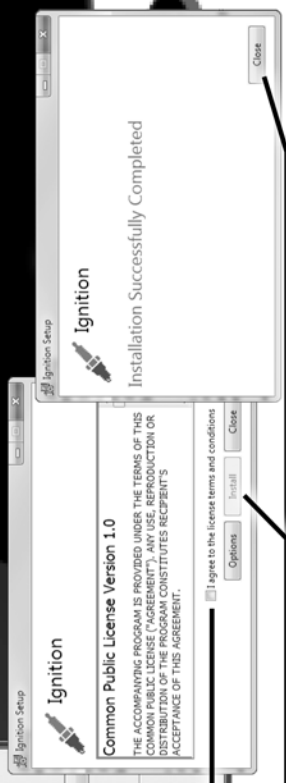 Ignition Setup
Ignition
Common Public License Version 1.0
THE ACCOMPANYING PROGRAM IS PROVIDED UNDER THE TERMS OF THIS
COMMON PUBLIC LICENSE ("AGREEMENT"). ANY USE, REPRODUCTION OR
DISTRIBUTION OF THE PROGRAM CONSTITUTES RECIPIENT'S
ACCEPTANCE OF THIS AGREEMENT.
I agree to the license terms and conditions
Options
Install
Close
Ignition Setup
Ignition
Installation Successfully Completed
Close